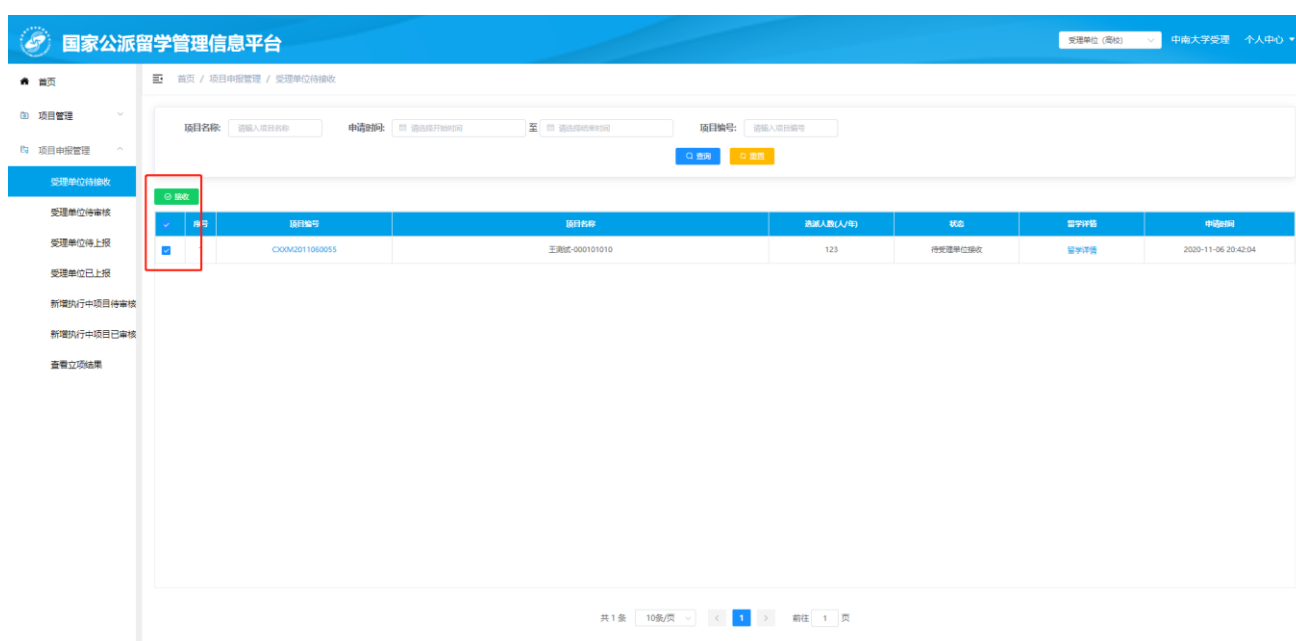 国家公派留学管理信息平台
受理单位 (高校) 中南大学受理 个人中心
首页
首页 / 项目申报管理 / 受理单位待接收
项目管理
项目名称: 请输入项目名称 申请时间: 请选择开始时间 至 请选择结束时间 项目编号: 请输入项目编号
项目申报管理
查询 重置
受理单位待接收
接收
受理单位待审核
序号 项目编号 项目名称 选派人数(人/年) 状态 留学详情 申请时间
受理单位待上报
1 CXXM2011060055 王测试-000101010 123 待受理单位接收 留学详情 2020-11-06 20:42:04
受理单位已上报
新增执行中项目待审核
新增执行中项目已审核
查看立项结果
共 1 条 10条/页 1 前往 1 页